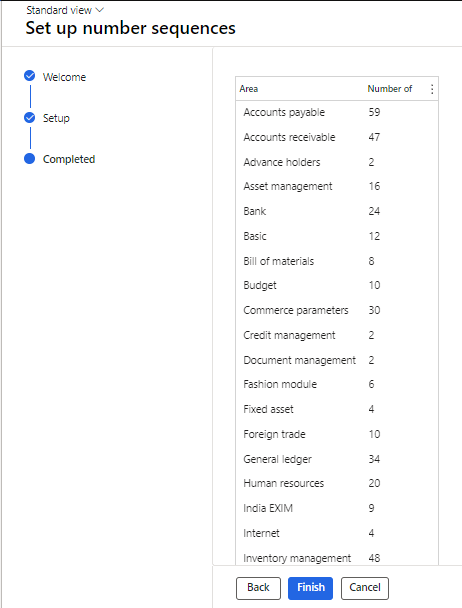 Standard view
Set up number sequences
Welcome
Setup
Completed
Area Number of
Accounts payable 59
Accounts receivable 47
Advance holders 2
Asset management 16
Bank 24
Basic 12
Bill of materials 8
Budget 10
Commerce parameters 30
Credit management 2
Document management 2
Fashion module 6
Fixed asset 4
Foreign trade 10
General ledger 34
Human resources 20
India EXIM 9
Internet 4
Inventory management 48
Back Finish Cancel